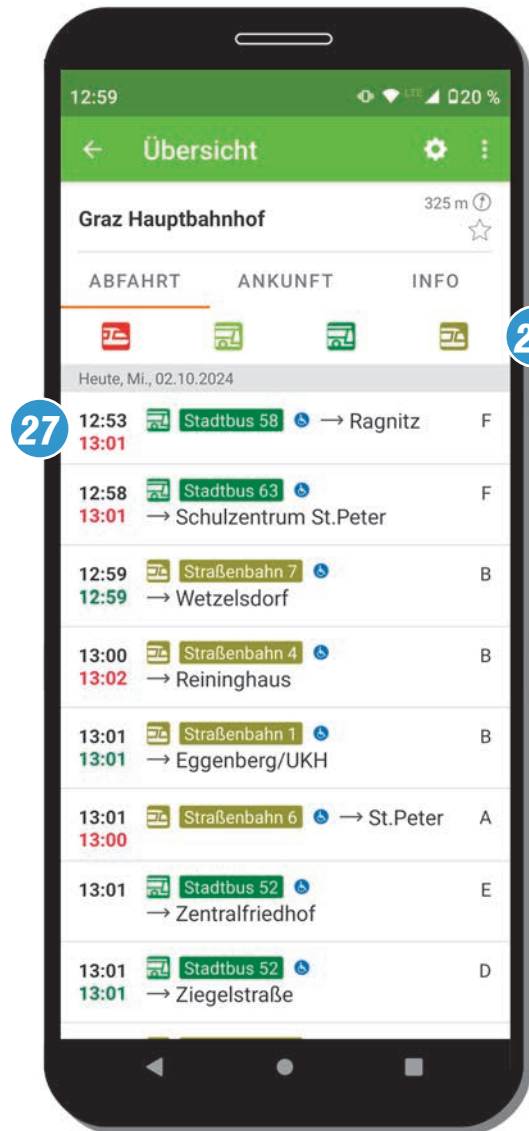 12:59 LTE 20 %
Übersicht
Graz Hauptbahnhof 325 m
ABFAHRT ANKUNFT INFO
2
Heute, Mi., 02.10.2024
27
12:53 Stadtbus 58 → Ragnitz F
13:01
12:58 Stadtbus 63 F
13:01 → Schulzentrum St.Peter
12:59 Straßenbahn 7 B
12:59 → Wetzelsdorf
13:00 Straßenbahn 4 B
13:02 → Reininghaus
13:01 Straßenbahn 1 B
13:01 → Eggenberg/UKH
13:01 Straßenbahn 6 → St.Peter A
13:00
13:01 Stadtbus 52 E
→ Zentralfriedhof
13:01 Stadtbus 52 D
13:01 → Ziegelstraße